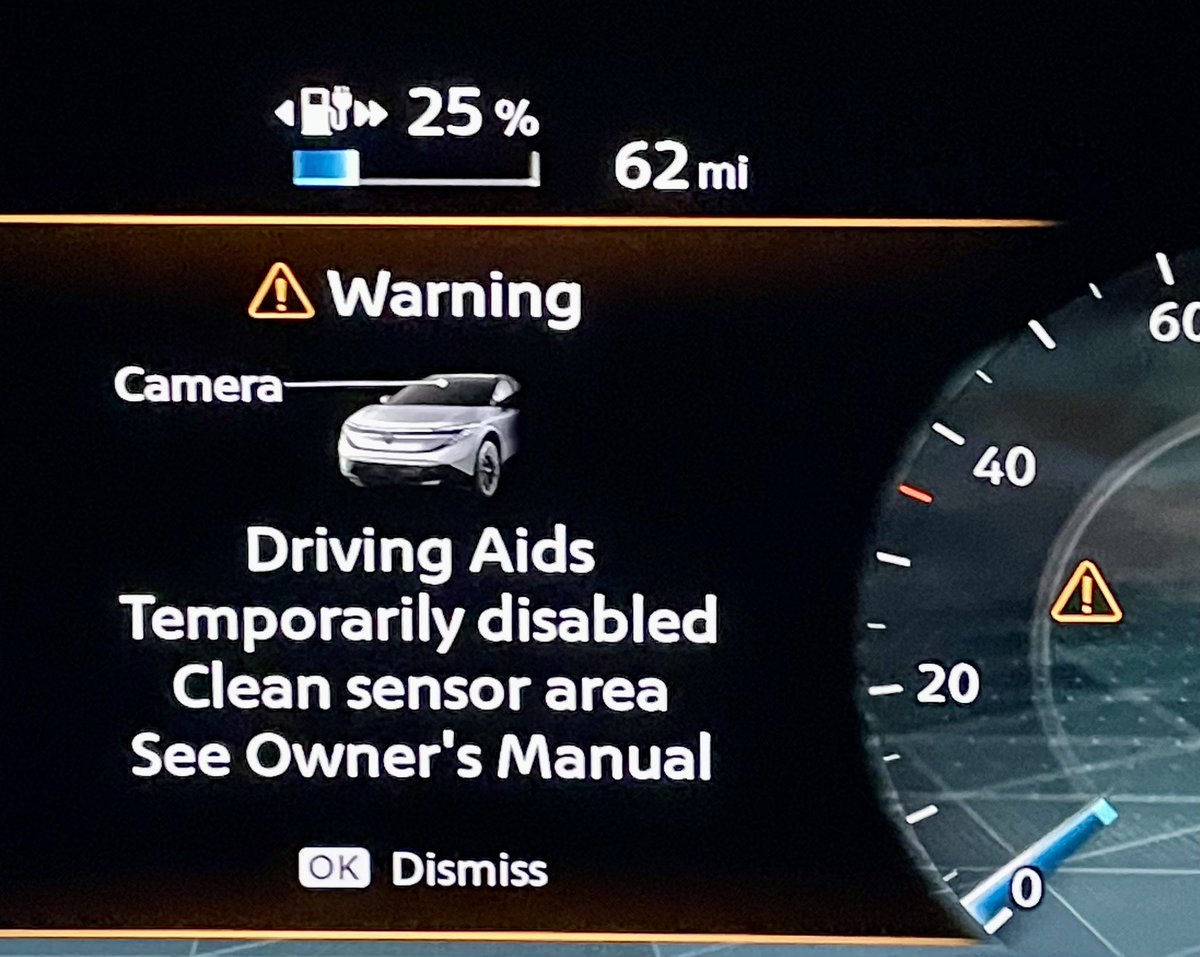 25 %
62 mi
Warning
Camera
Driving Aids
Temporarily disabled
Clean sensor area
See Owner's Manual
OK Dismiss
60
40
20
0